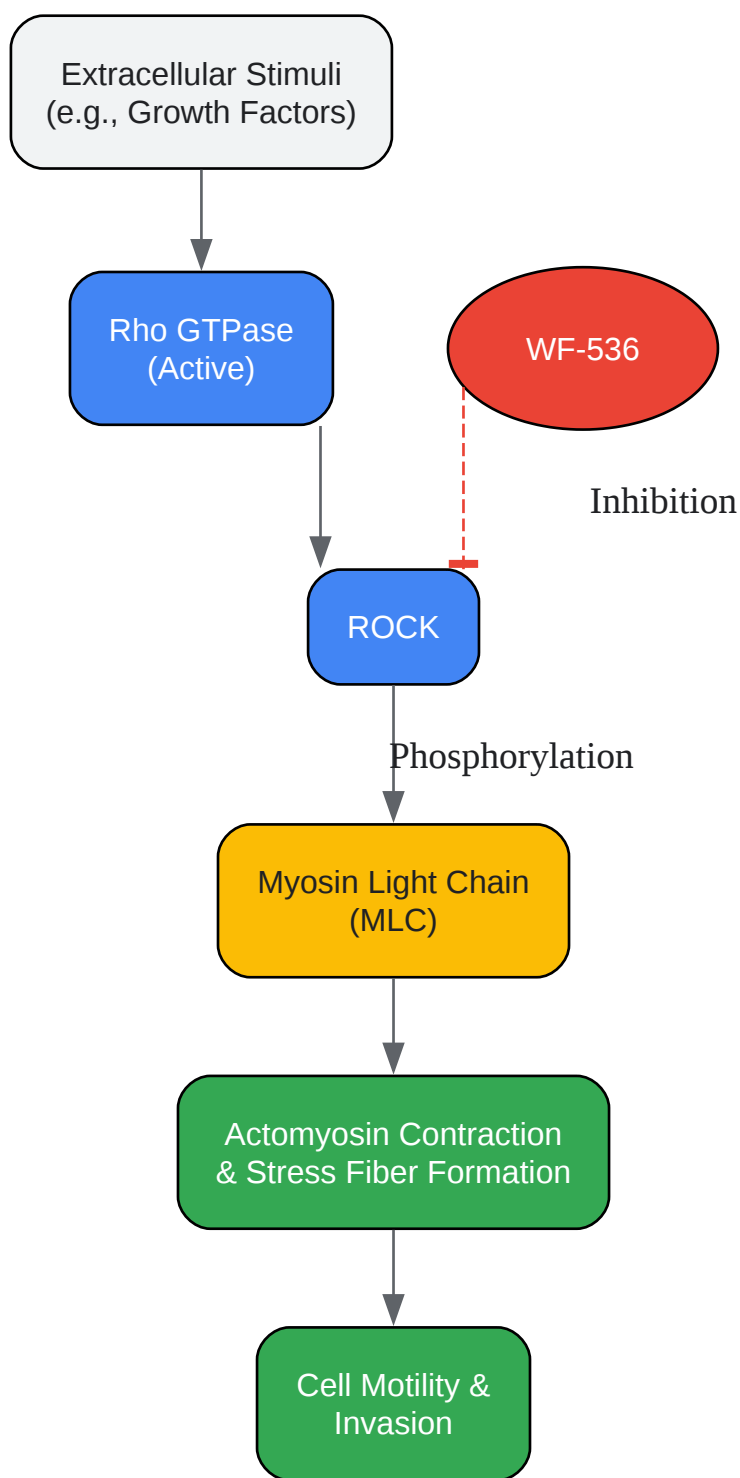 Extracellular Stimuli
(e.g., Growth Factors)
Rho GTPase
(Active)
WF-536
Inhibition
ROCK
Phosphorylation
Myosin Light Chain
(MLC)
Actomyosin Contraction
& Stress Fiber Formation
Cell Motility &
Invasion